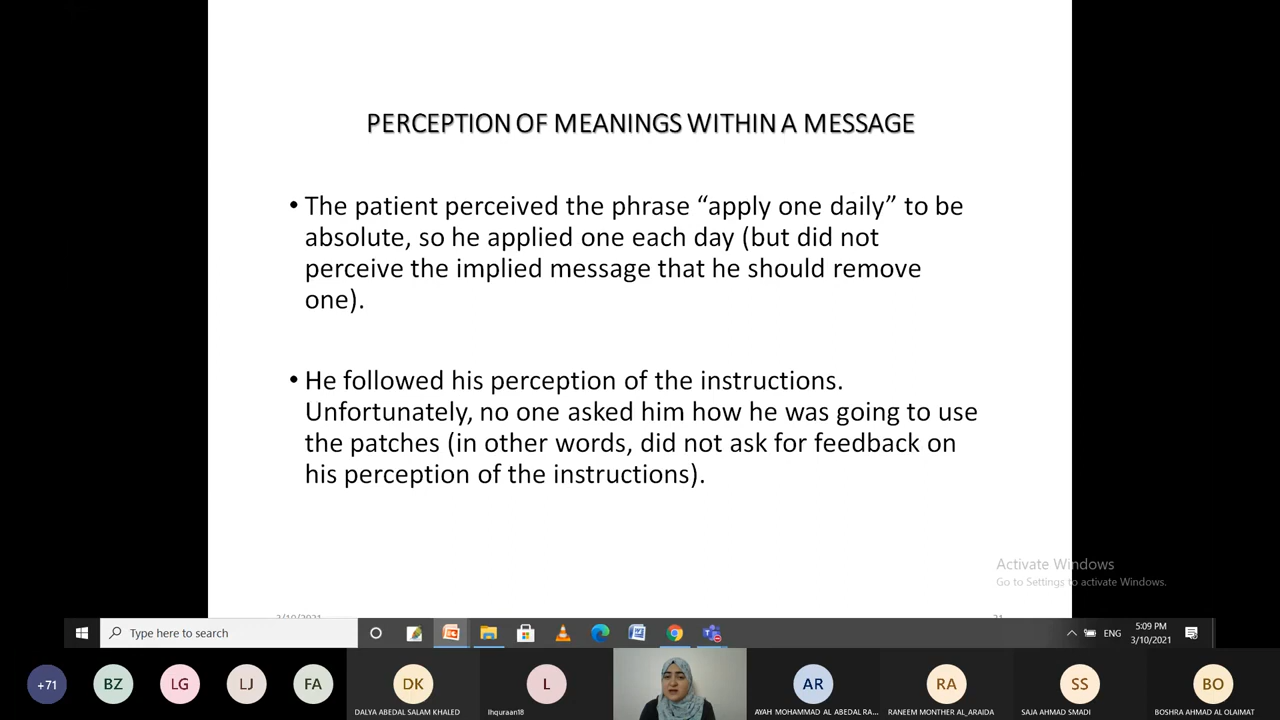 PERCEPTION OF MEANINGS WITHIN A MESSAGE
• The patient perceived the phrase “apply one daily” to be
absolute, so he applied one each day (but did not
perceive the implied message that he should remove
one).
• He followed his perception of the instructions.
Unfortunately, no one asked him how he was going to use
the patches (in other words, did not ask for feedback on
his perception of the instructions).
Activate Windows
Go to Settings to activate Windows.
3/10/2021
31
Type here to search
ENG
5:09 PM
3/10/2021
+71
BZ
LG
LJ
FA
DK
L
AR
RA
SS
BO
DALYA ABEDAL SALAM KHALED
lhquraan18
AYAH MOHAMMAD AL ABEDAL RA...
RANEEM MONTHER AL_ARAIDA
SAJA AHMAD SMADI
BOSHRA AHMAD AL OLAIMAT